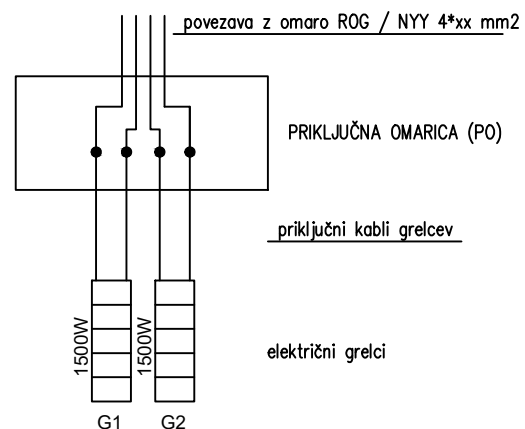 povezava z omaro ROG / NYY 4*xx mm2
PRIKLJUČNA OMARICA (PO)
priključni kabli grelcev
1500W
1500W
električni grelci
G1
G2